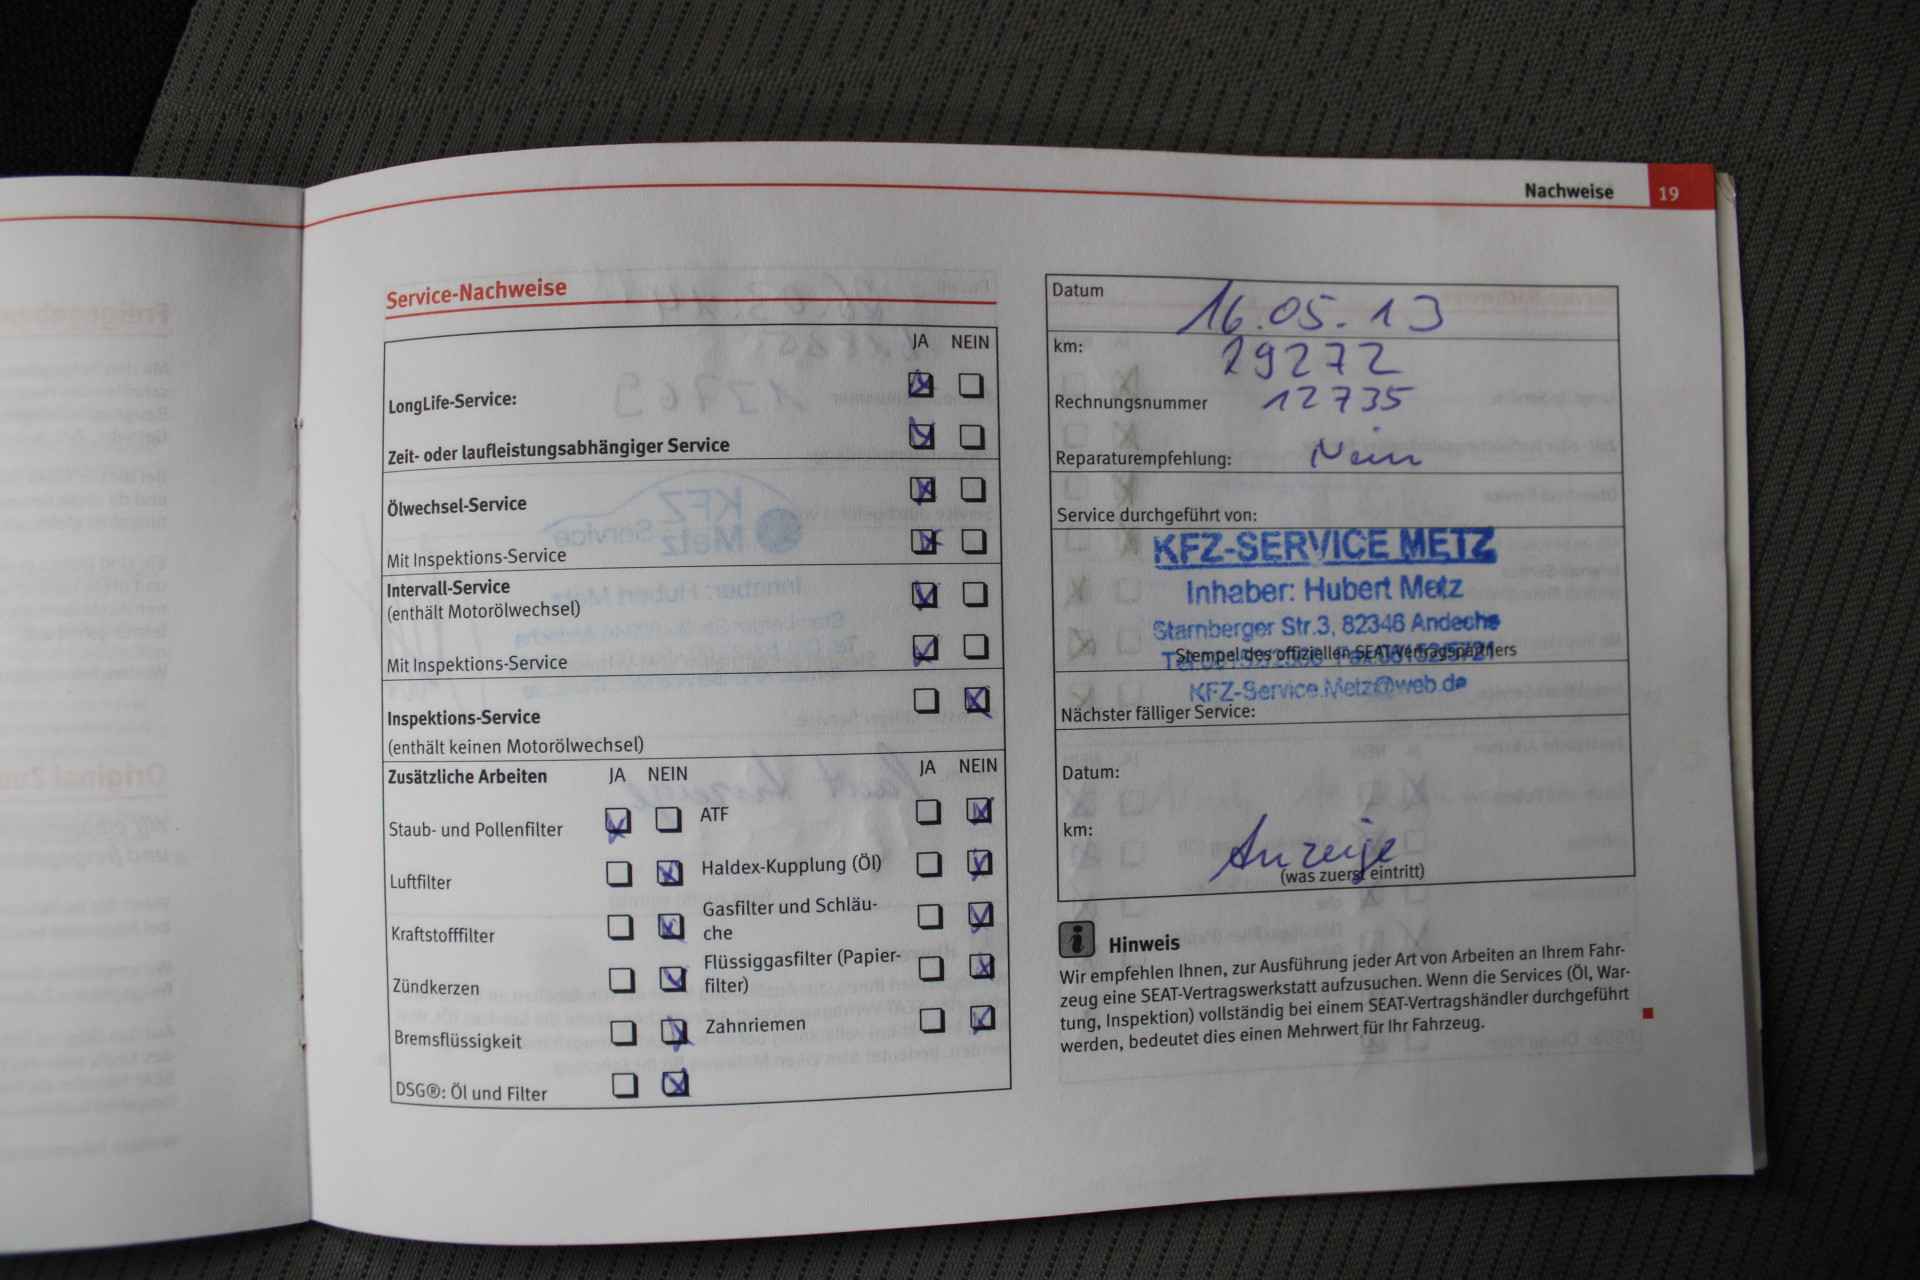 Nachweise 19
Service-Nachweise
JA NEIN
LongLife-Service:
Zeit- oder laufleistungsabhängiger Service
Ölwechsel-Service
Mit Inspektions-Service
Intervall-Service
(enthält Motorölwechsel)
Mit Inspektions-Service
Inspektions-Service
(enthält keinen Motorölwechsel)
Zusätzliche Arbeiten JA NEIN JA NEIN
Staub- und Pollenfilter
Luftfilter
Kraftstofffilter
Zündkerzen
Bremsflüssigkeit
DSG®: Öl und Filter
ATF
Haldex-Kupplung (Öl)
Gasfilter und Schläu-
che
Flüssiggasfilter (Papier-
filter)
Zahnriemen
Datum 16.05.13
km: 29272
Rechnungsnummer 12735
Reparaturempfehlung: Nein
Service durchgeführt von:
KFZ-SERVICE METZ
Inhaber: Hubert Metz
Starnberger Str.3, 82346 Andechs
Stempel des offiziellen SEAT-Vertragspartners
KFZ-Service.Metz@web.de
Nächster fälliger Service:
Datum:
km: Anzeige
(was zuerst eintritt)
Hinweis
Wir empfehlen Ihnen, zur Ausführung jeder Art von Arbeiten an Ihrem Fahr-
zeug eine SEAT-Vertragswerkstatt aufzusuchen. Wenn die Services (Öl, War-
tung, Inspektion) vollständig bei einem SEAT-Vertragshändler durchgeführt
werden, bedeutet dies einen Mehrwert für Ihr Fahrzeug.